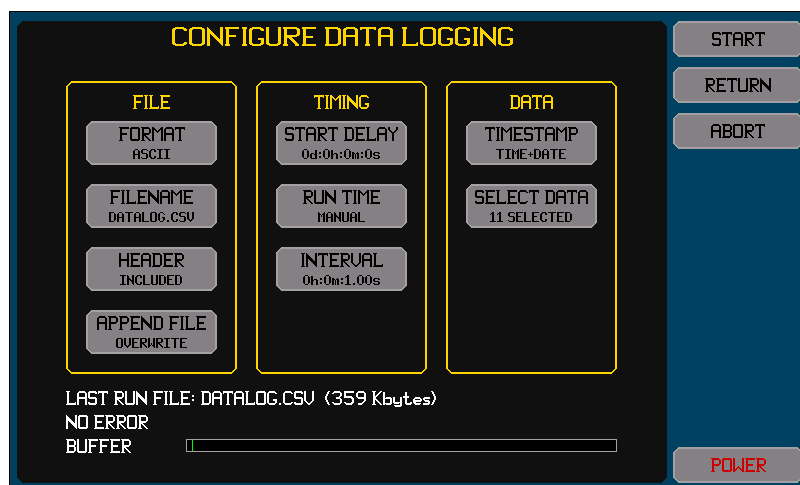 CONFIGURE DATA LOGGING
FILE
FORMAT
ASCII
FILENAME
DATALOG.CSV
HEADER
INCLUDED
APPEND FILE
OVERWRITE
TIMING
START DELAY
0d:0h:0m:0s
RUN TIME
MANUAL
INTERVAL
0h:0m:1.00s
DATA
TIMESTAMP
TIME+DATE
SELECT DATA
11 SELECTED
LAST RUN FILE: DATALOG.CSV (359 Kbytes)
NO ERROR
BUFFER
START
RETURN
ABORT
POWER